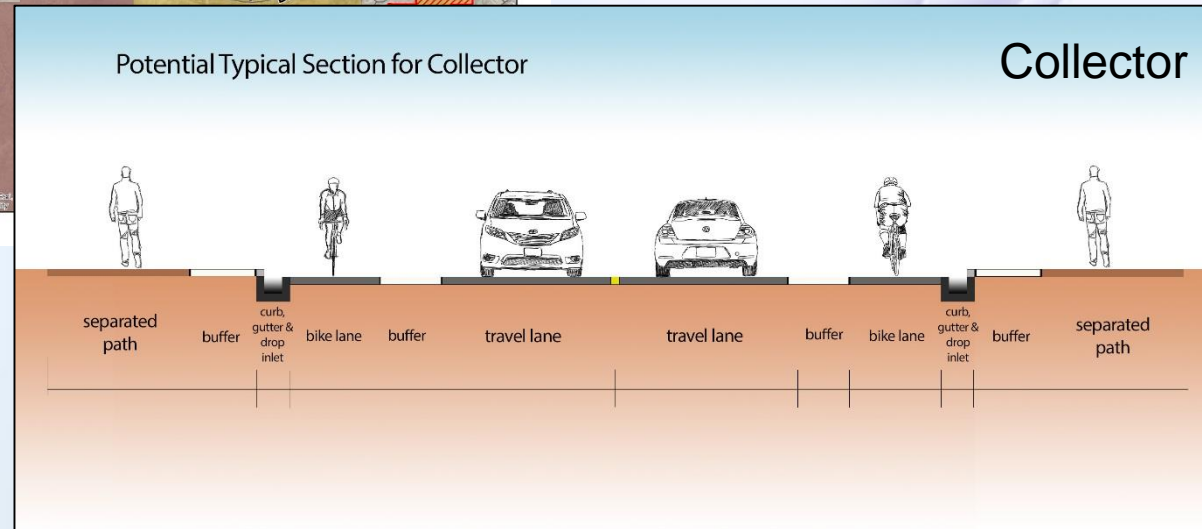 Potential Typical Section for Collector
Collector
separated
path
buffer
curb,
gutter &
drop
inlet
bike lane
buffer
travel lane
travel lane
buffer
bike lane
curb,
gutter &
drop
inlet
buffer
separated
path